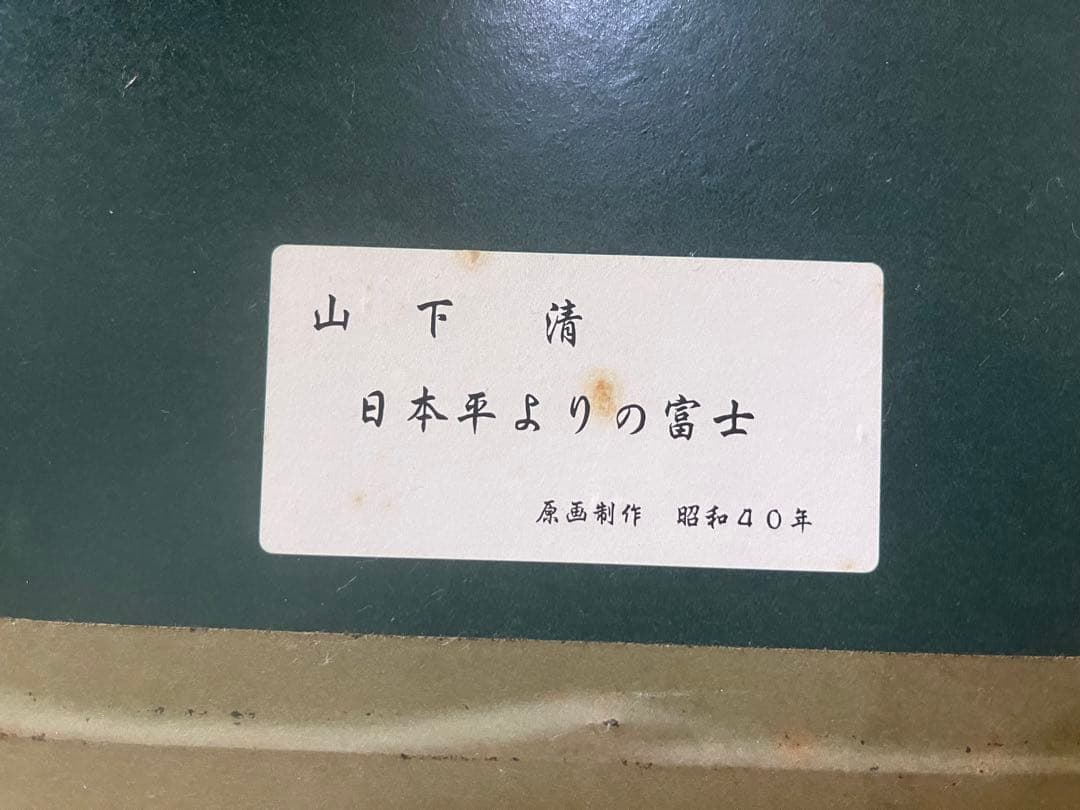 山下 清
日本平よりの富士
原画制作 昭和40年